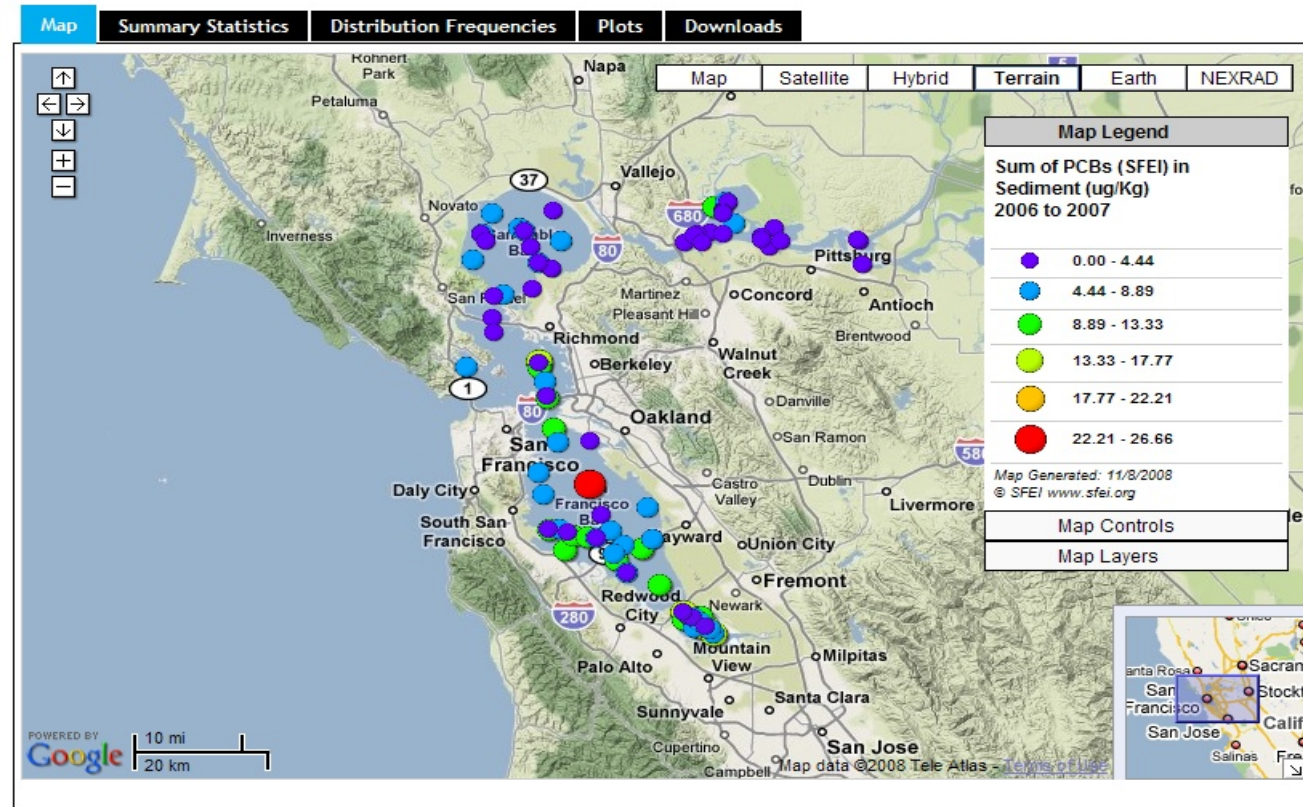 Map Summary Statistics Distribution Frequencies Plots Downloads
Map Satellite Hybrid Terrain Earth NEXRAD
Map Legend
Sum of PCBs (SFEI) in
Sediment (ug/Kg)
2006 to 2007
0.00 - 4.44
4.44 - 8.89
8.89 - 13.33
13.33 - 17.77
17.77 - 22.21
22.21 - 26.66
Map Generated: 11/8/2008
© SFEI www.sfei.org
Map Controls
Map Layers
Rohnert
Park
Napa
Petaluma
Vallejo
37
Novato
680
Inverness
80
Pittsburg
Martinez
Concord
Antioch
Pleasant Hill
Brentwood
Richmond
Walnut
Creek
Berkeley
1
Danville
80
Oakland
San Ramon
San
Francisco
580
Castro
Valley
Dublin
Livermore
Daly City
Francisco
South San
Francisco
Union City
Fremont
Redwood
City
Newark
280
Mountain
View
Milpitas
Palo Alto
Santa Clara
Sunnyvale
Cupertino
San Jose
Campbell
Map data ©2008 Tele Atlas - Terms of Use
POWERED BY
Google
10 mi
20 km
San
Francisco
San Jose
Salinas